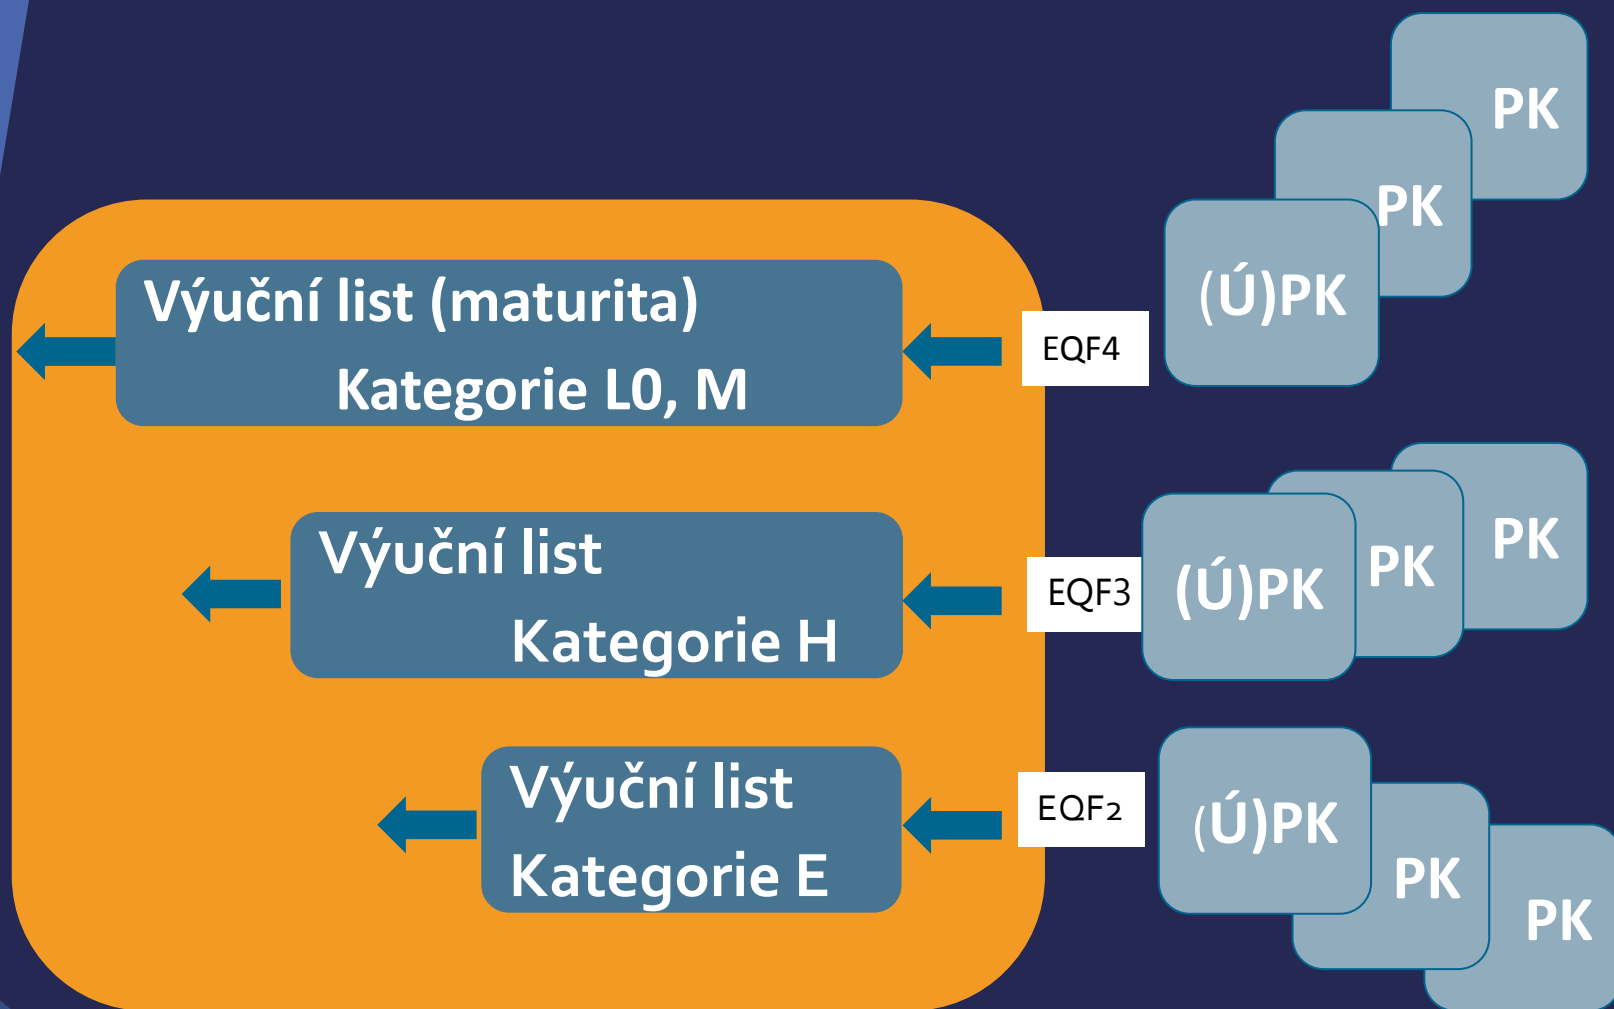 PK
PK
(Ú)PK
Výuční list (maturita)
Kategorie L0, M
EQF4
Výuční list
Kategorie H
EQF3
(Ú)PK
PK
PK
Výuční list
Kategorie E
EQF2
(Ú)PK
PK
PK